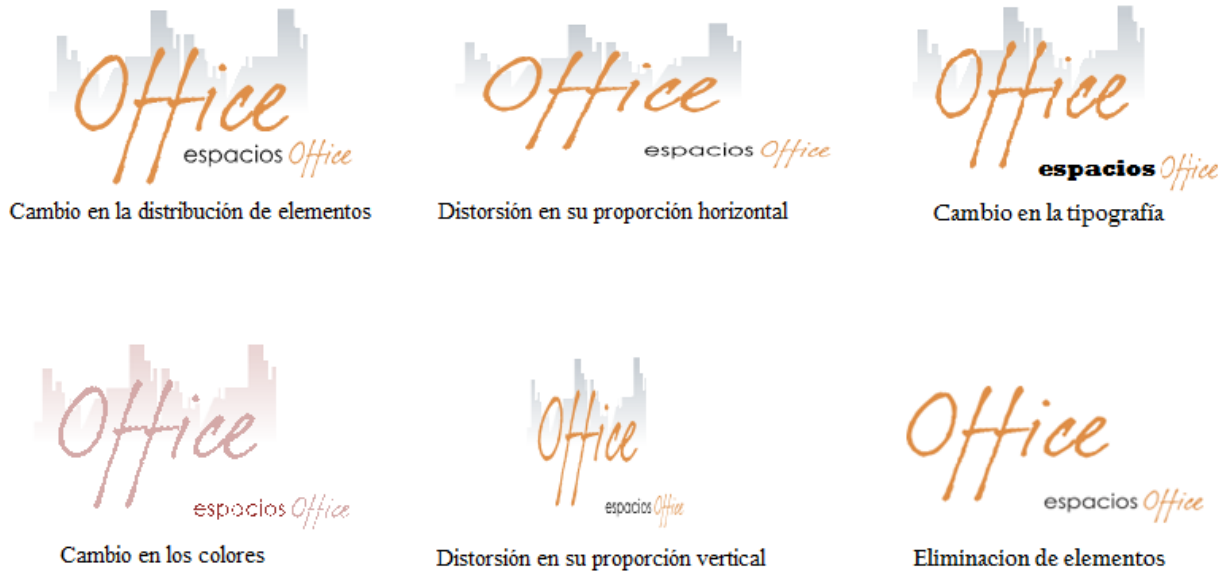 Office
espacios Office
Cambio en la distribución de elementos
Office
espacios Office
Distorsión en su proporción horizontal
Office
espacios Office
Cambio en la tipografía
Office
espacios Office
Cambio en los colores
Office
espacios Office
Distorsión en su proporción vertical
Office
espacios Office
Eliminacion de elementos